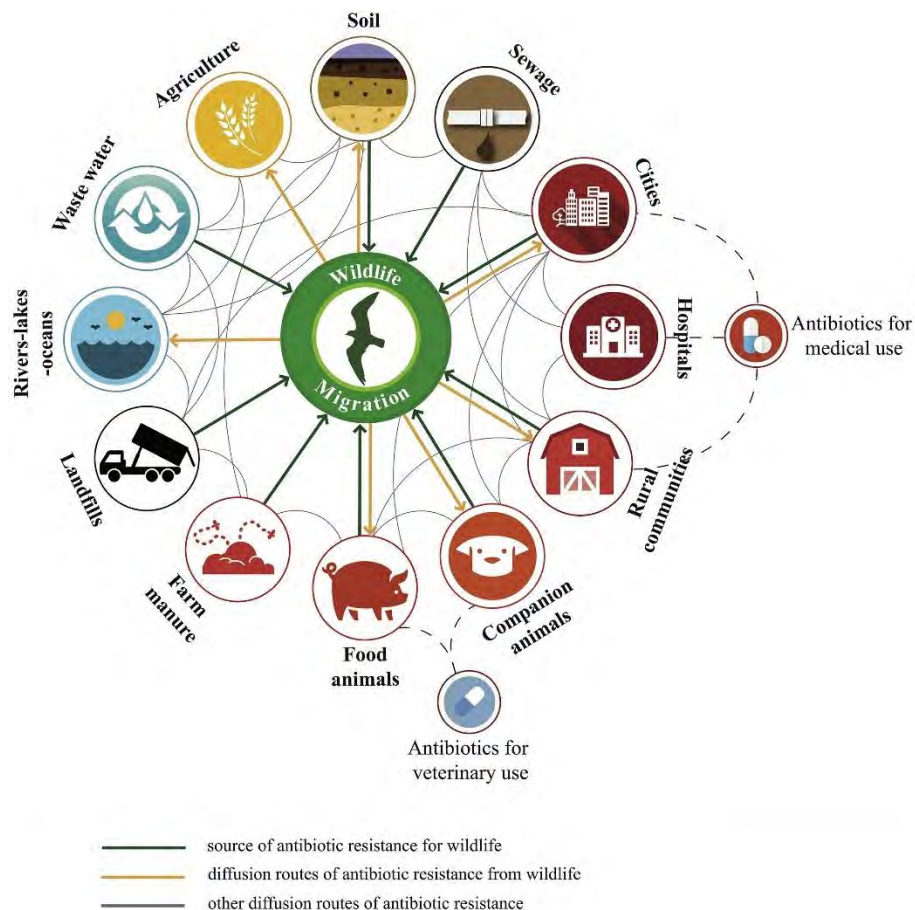 Soil
Agriculture
Sewage
Waste water
Cities
Rivers-lakes
-oceans
Wildlife
Migration
Hospitals
Antibiotics for
medical use
Landfills
Rural
communities
Farm
manure
Food
animals
Companion
animals
Antibiotics for
veterinary use
source of antibiotic resistance for wildlife
diffusion routes of antibiotic resistance from wildlife
other diffusion routes of antibiotic resistance